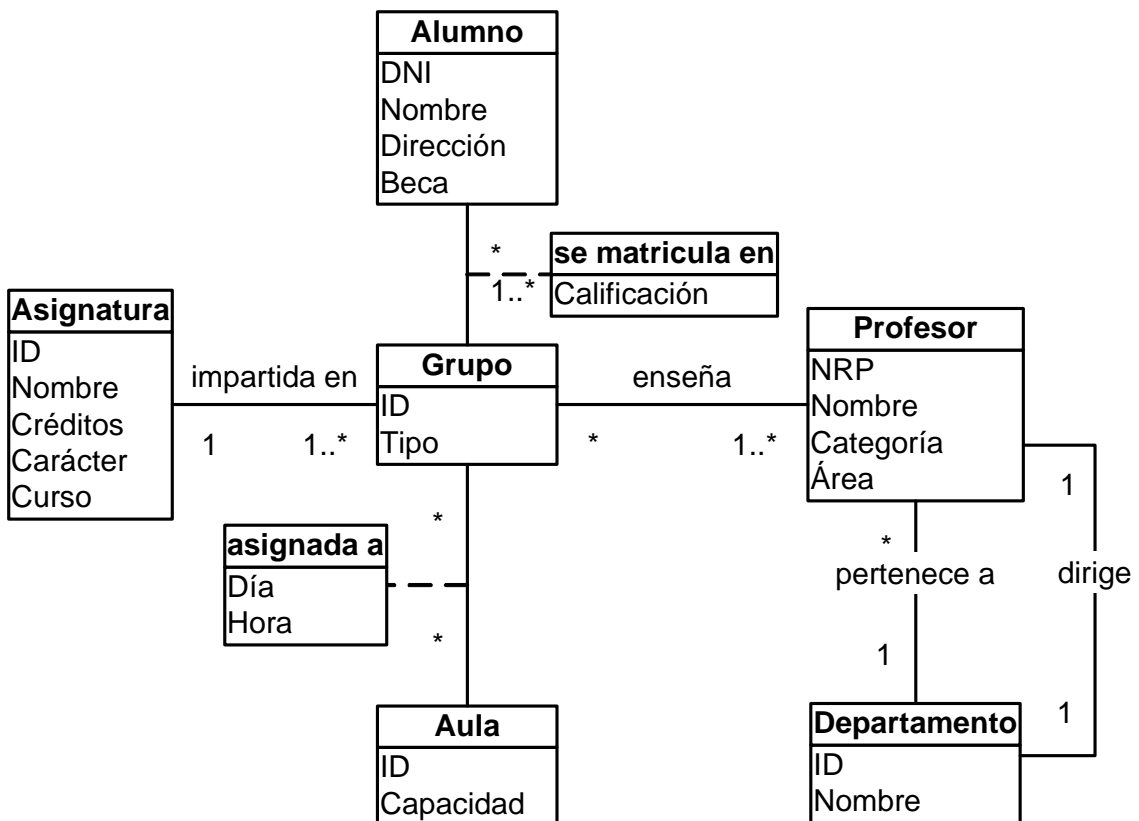 Alumno
DNI
Nombre
Dirección
Beca
*
1..*
se matricula en
Calificación
Asignatura
ID
Nombre
Créditos
Carácter
Curso
impartida en
1
1..*
Grupo
ID
Tipo
enseña
*
1..*
Profesor
NRP
Nombre
Categoría
Área
*
asignada a
Día
Hora
*
Aula
ID
Capacidad
*
pertenece a
1
1
dirige
1
Departamento
ID
Nombre